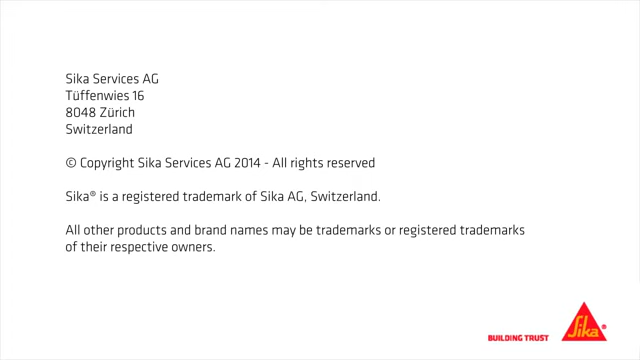 Sika Services AG
Tüffenwies 16
8048 Zürich
Switzerland
© Copyright Sika Services AG 2014 - All rights reserved
Sika® is a registered trademark of Sika AG, Switzerland.
All other products and brand names may be trademarks or registered trademarks
of their respective owners.
BUILDING TRUST
Sika®